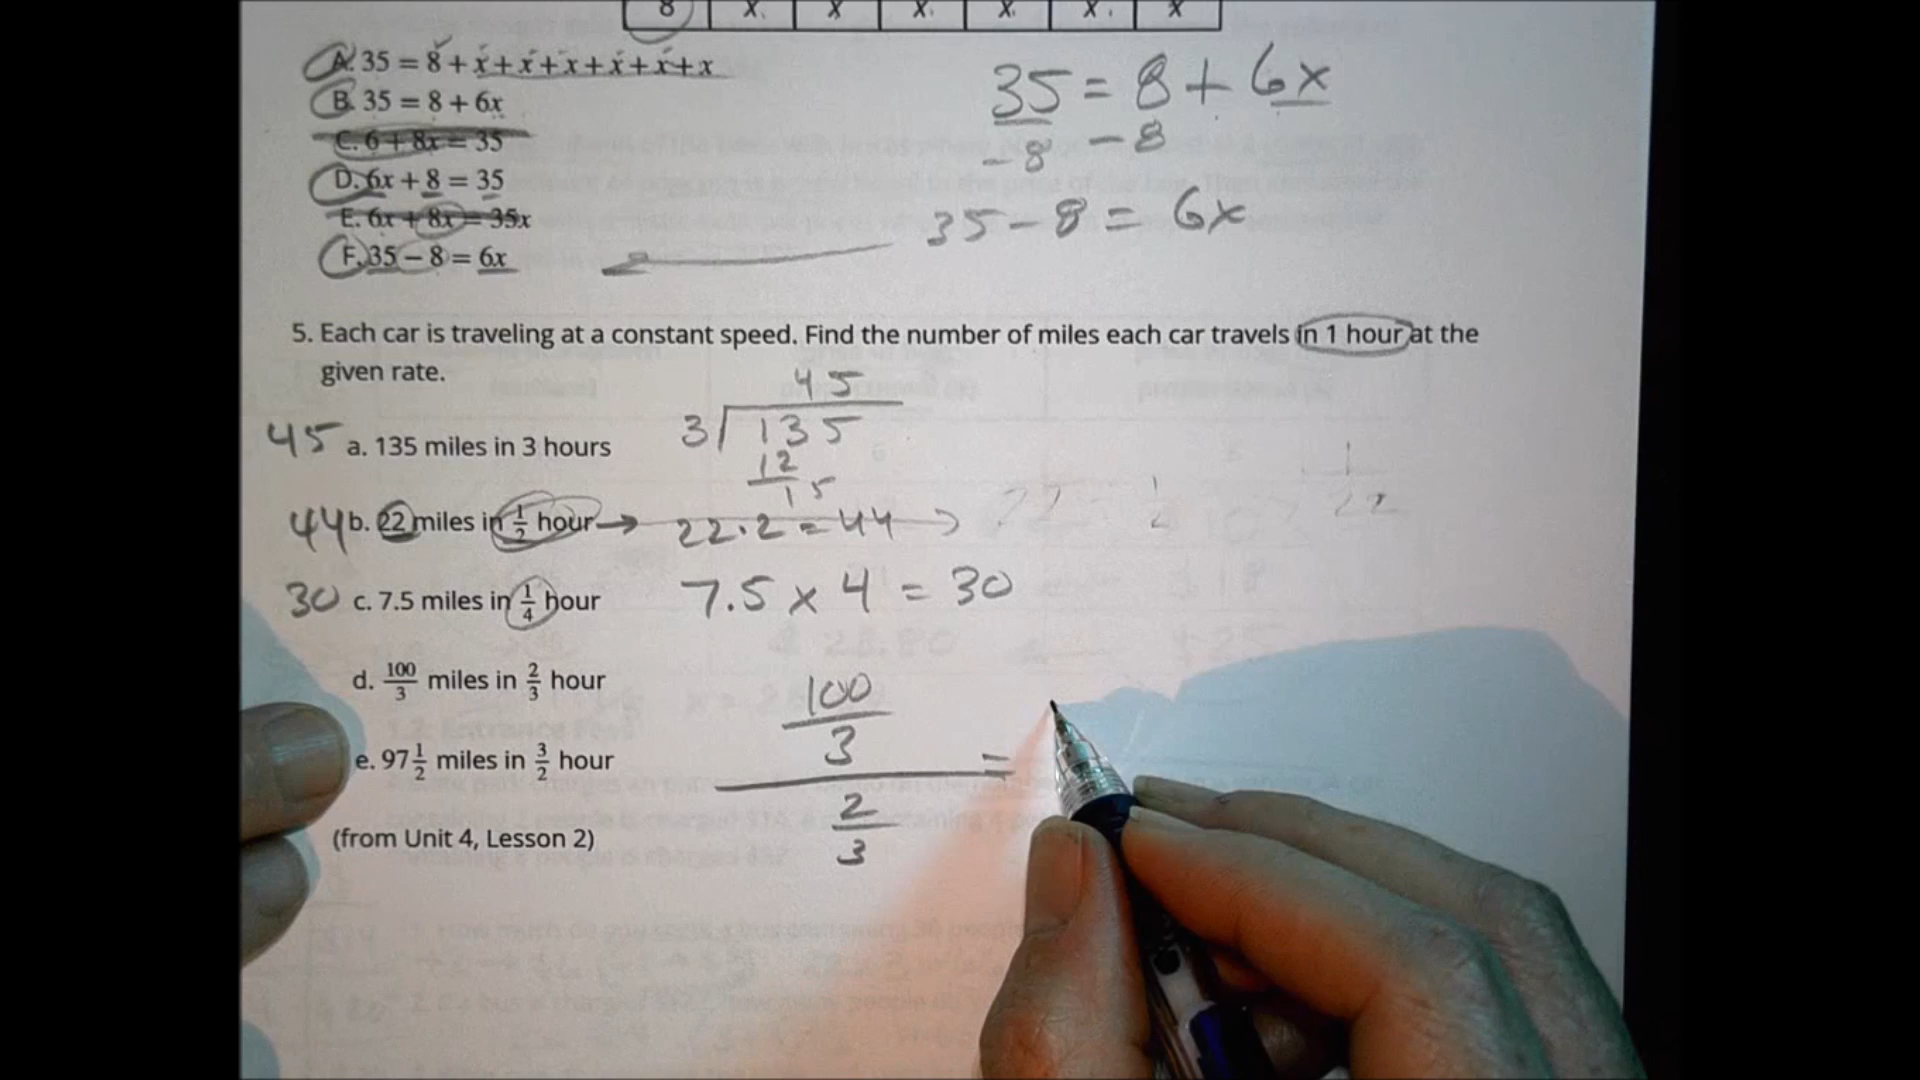 8 x. x x. x. x. x
A. 35 = 8 + x + x + x + x + x + x
B. 35 = 8 + 6x
C. 6 + 8x = 35
D. 6x + 8 = 35
E. 6x + 8x = 35x
F. 35 − 8 = 6x
35 = 8 + 6x
-8 -8
35 - 8 = 6x
5. Each car is traveling at a constant speed. Find the number of miles each car travels in 1 hour at the
given rate.
45
3 135
12
15
45 a. 135 miles in 3 hours
44 b. 22 miles in 1/2 hour → 22·2 = 44
30 c. 7.5 miles in 1/4 hour 7.5 x 4 = 30
d. 100/3 miles in 2/3 hour
e. 97 1/2 miles in 3/2 hour
100
3
=
2
3
(from Unit 4, Lesson 2)